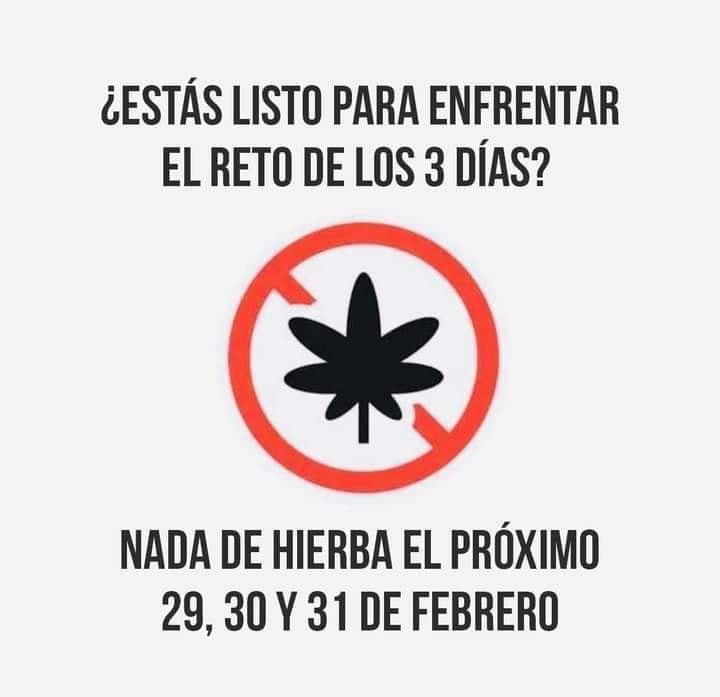 ¿ESTÁS LISTO PARA ENFRENTAR
EL RETO DE LOS 3 DÍAS?
NADA DE HIERBA EL PRÓXIMO
29, 30 Y 31 DE FEBRERO